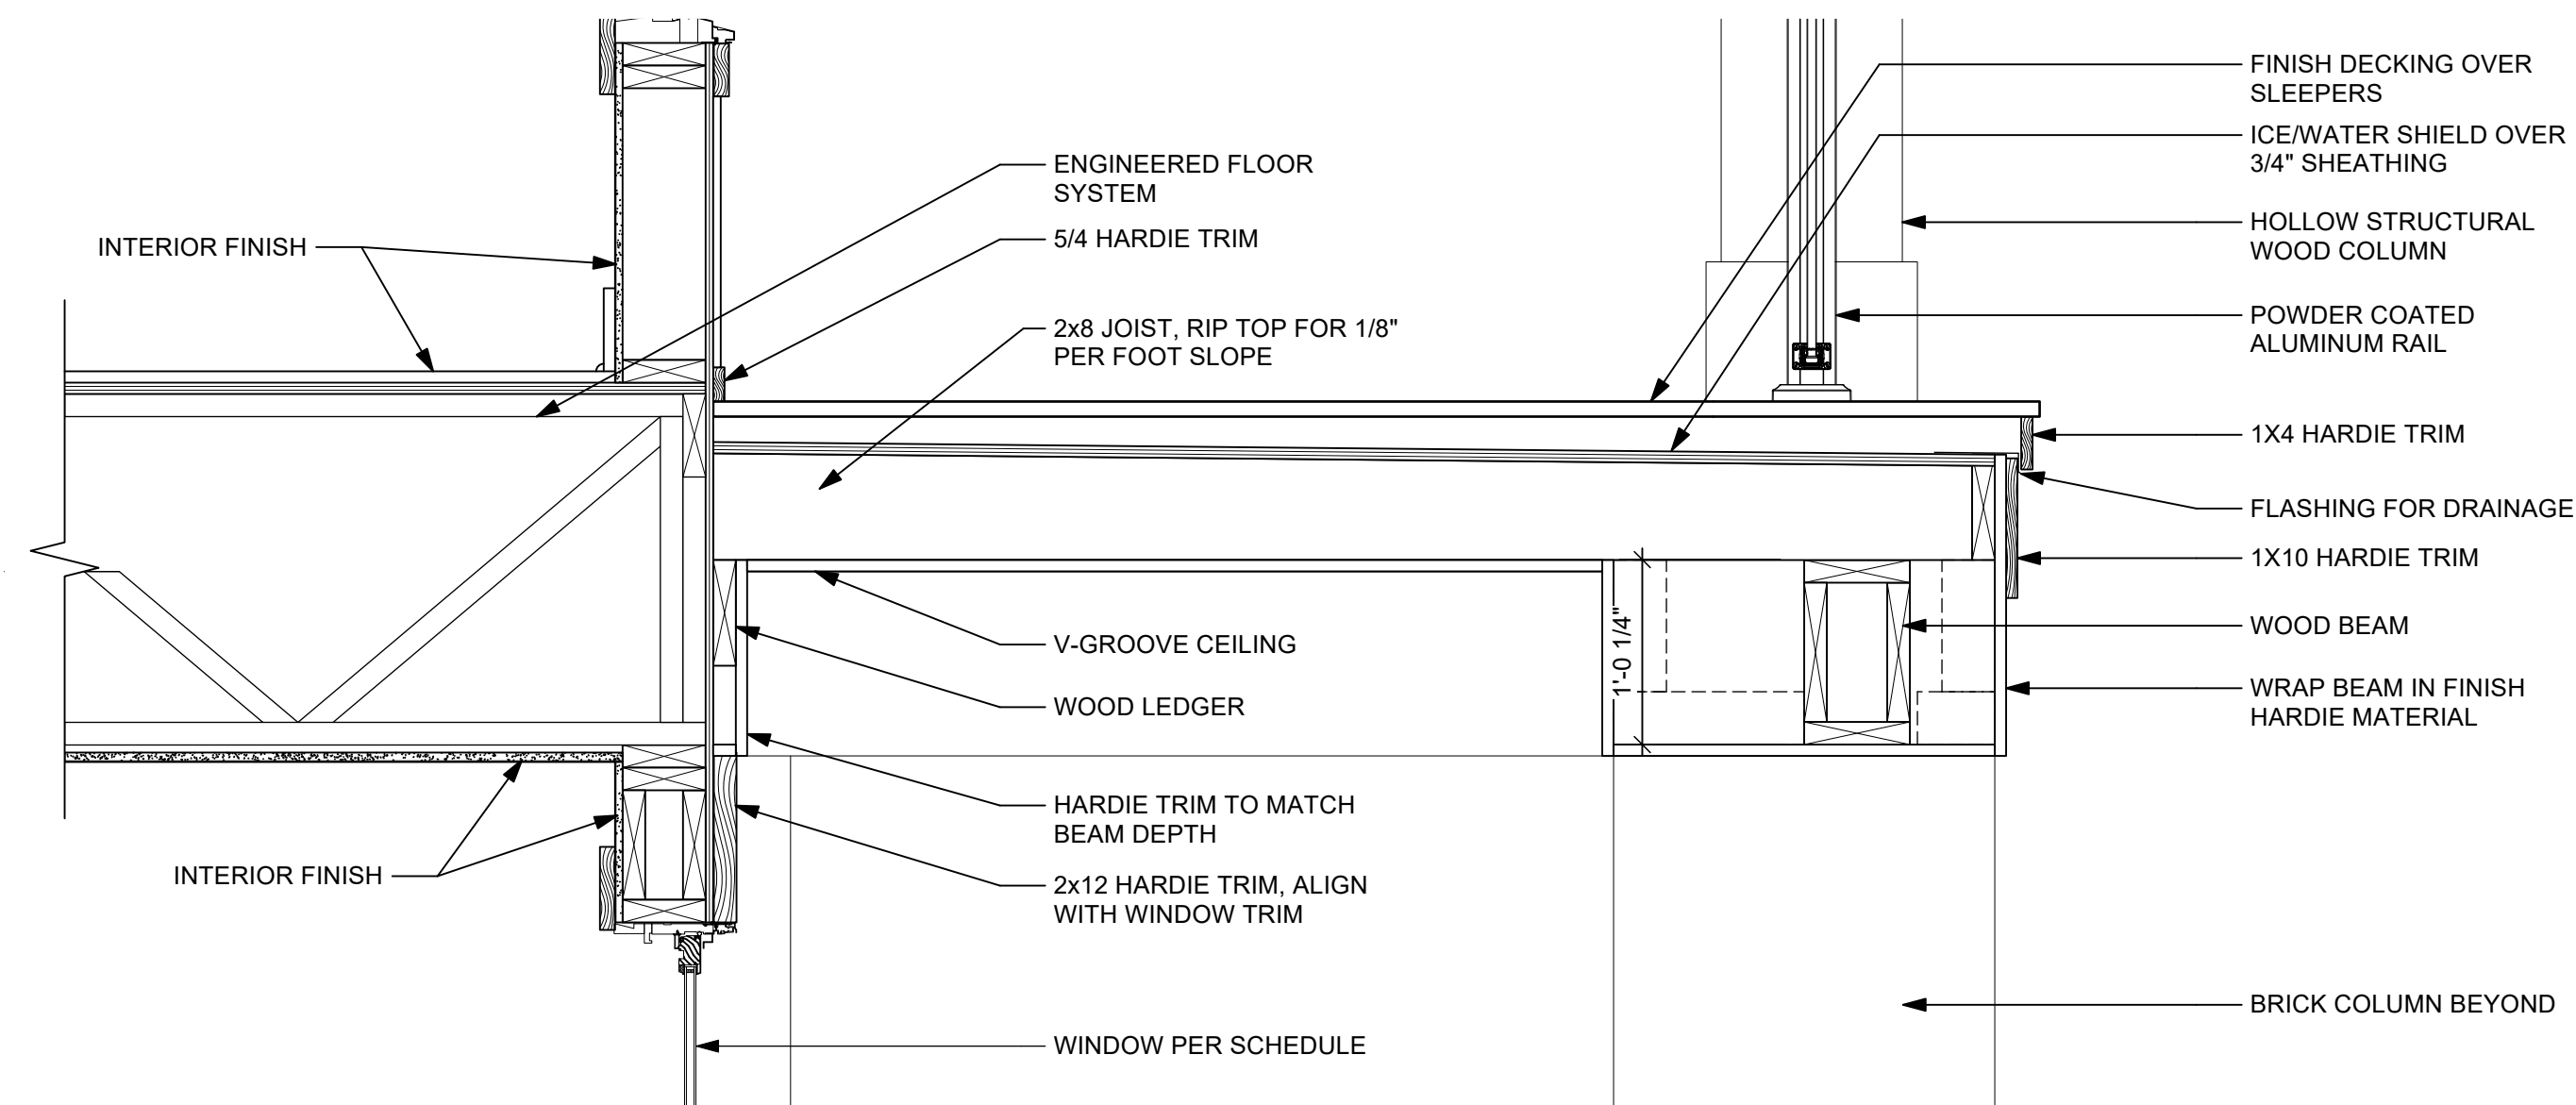 INTERIOR FINISH
ENGINEERED FLOOR
SYSTEM
5/4 HARDIE TRIM
2x8 JOIST, RIP TOP FOR 1/8"
PER FOOT SLOPE
V-GROOVE CEILING
WOOD LEDGER
HARDIE TRIM TO MATCH
BEAM DEPTH
2x12 HARDIE TRIM, ALIGN
WITH WINDOW TRIM
WINDOW PER SCHEDULE
INTERIOR FINISH
1'-0 1/4"
FINISH DECKING OVER
SLEEPERS
ICE/WATER SHIELD OVER
3/4" SHEATHING
HOLLOW STRUCTURAL
WOOD COLUMN
POWDER COATED
ALUMINUM RAIL
1X4 HARDIE TRIM
FLASHING FOR DRAINAGE
1X10 HARDIE TRIM
WOOD BEAM
WRAP BEAM IN FINISH
HARDIE MATERIAL
BRICK COLUMN BEYOND